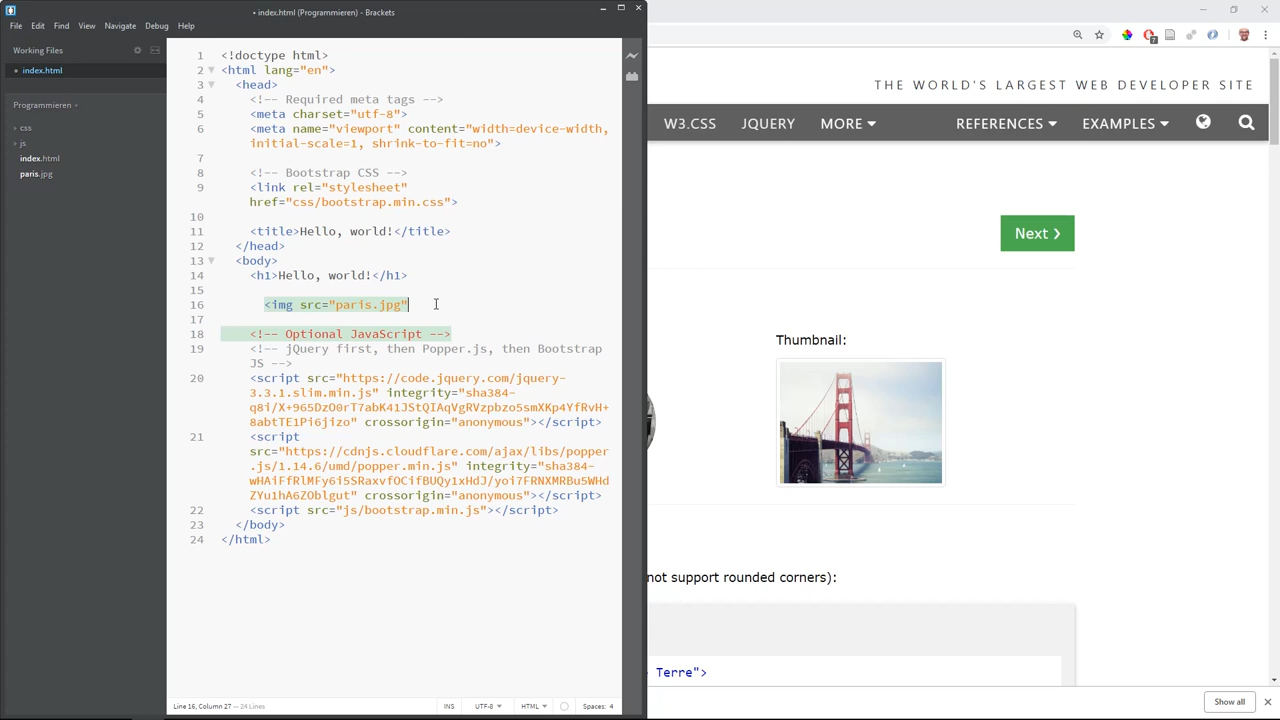 • index.html (Programmieren) - Brackets
File Edit Find View Navigate Debug Help
Working Files
• index.html
Programmieren
css
js
index.html
paris.jpg
1 <!doctype html>
2 <html lang="en">
3 <head>
4 <!-- Required meta tags -->
5 <meta charset="utf-8">
6 <meta name="viewport" content="width=device-width,
initial-scale=1, shrink-to-fit=no">
7
8 <!-- Bootstrap CSS -->
9 <link rel="stylesheet"
href="css/bootstrap.min.css">
10
11 <title>Hello, world!</title>
12 </head>
13 <body>
14 <h1>Hello, world!</h1>
15
16 <img src="paris.jpg"
17
18 <!-- Optional JavaScript -->
19 <!-- jQuery first, then Popper.js, then Bootstrap
JS -->
20 <script src="https://code.jquery.com/jquery-
3.3.1.slim.min.js" integrity="sha384-
q8i/X+965DzO0rT7abK41JStQIAqVgRVzpbzo5smXKp4YfRvH+
8abtTE1Pi6jizo" crossorigin="anonymous"></script>
21 <script
src="https://cdnjs.cloudflare.com/ajax/libs/popper
.js/1.14.6/umd/popper.min.js" integrity="sha384-
wHAiFfRlMFy6i5SRaxvfOCifBUQy1xHdJ/yoi7FRNXMRBu5WHd
ZYu1hA6ZOblgut" crossorigin="anonymous"></script>
22 <script src="js/bootstrap.min.js"></script>
23 </body>
24 </html>
Line 16, Column 27 — 24 Lines
INS UTF-8 HTML Spaces: 4
7
THE WORLD'S LARGEST WEB DEVELOPER SITE
W3.CSS JQUERY MORE REFERENCES EXAMPLES
Next ❯
Thumbnail:
not support rounded corners):
Terre">
Show all